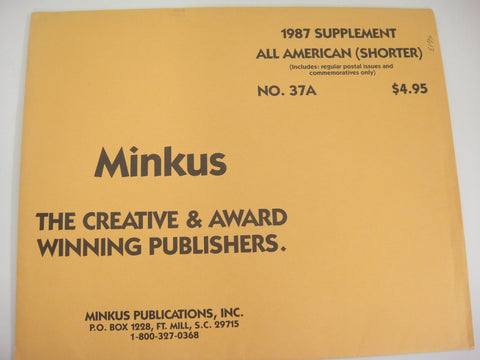 1987 SUPPLEMENT
ALL AMERICAN (SHORTER)
(Includes: regular postal issues and
commemoratives only)
NO. 37A $4.95
Minkus
THE CREATIVE & AWARD
WINNING PUBLISHERS.
MINKUS PUBLICATIONS, INC.
P.O. BOX 1228, FT. MILL, S.C. 29715
1-800-327-0368